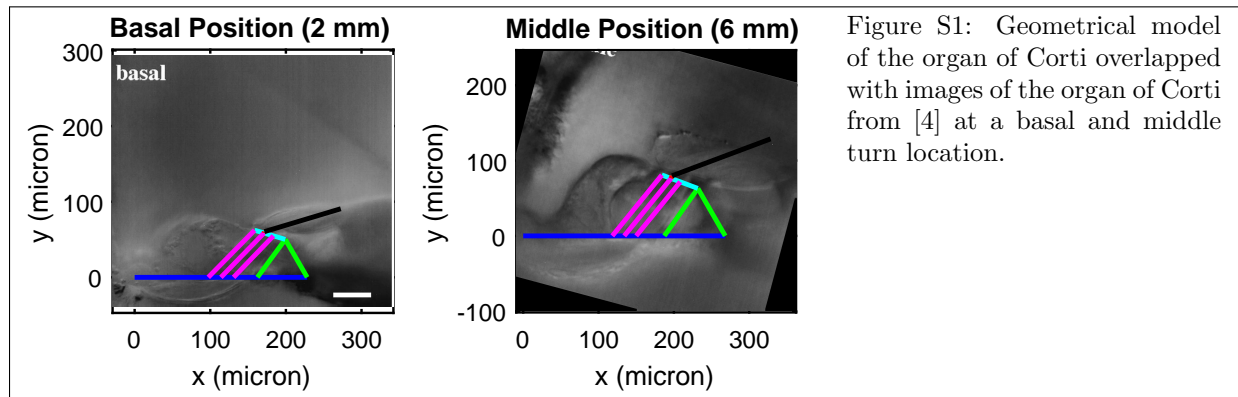 Basal Position (2 mm)
300
200
100
0
y (micron)
basal
0
100
200
300
x (micron)
Middle Position (6 mm)
200
100
0
-100
y (micron)
0
100
200
300
x (micron)
Figure S1: Geometrical model
of the organ of Corti overlapped
with images of the organ of Corti
from [4] at a basal and middle
turn location.